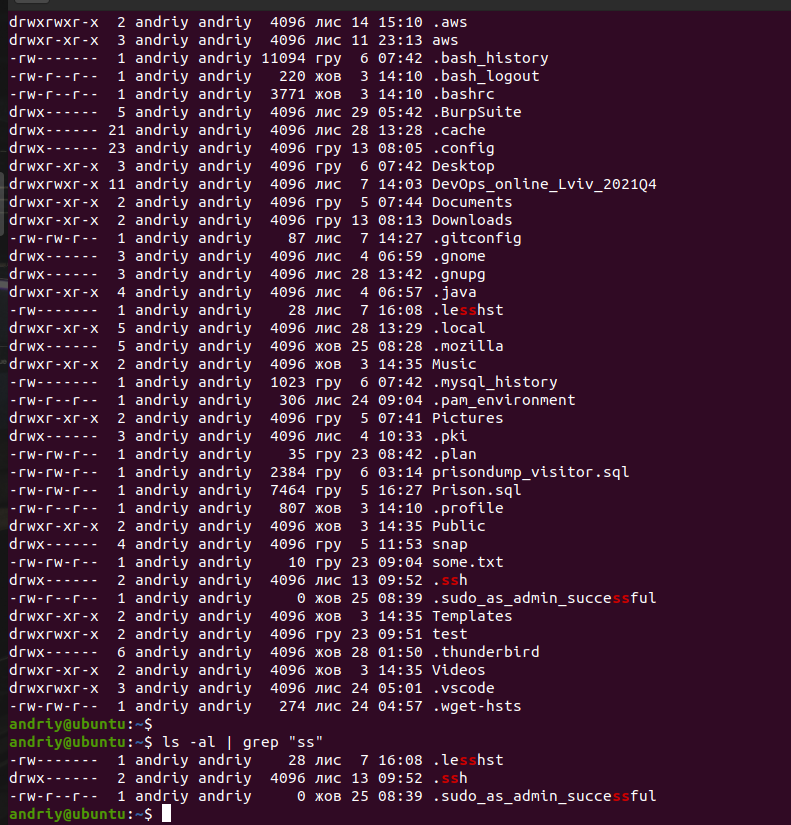 drwxrwxr-x  2 andriy andriy  4096 лис 14 15:10 .aws
drwxr-xr-x  3 andriy andriy  4096 лис 11 23:13 aws
-rw-------  1 andriy andriy 11094 гру  6 07:42 .bash_history
-rw-r--r--  1 andriy andriy   220 жов  3 14:10 .bash_logout
-rw-r--r--  1 andriy andriy  3771 жов  3 14:10 .bashrc
drwx------  5 andriy andriy  4096 лис 29 05:42 .BurpSuite
drwx------ 21 andriy andriy  4096 лис 28 13:28 .cache
drwx------ 23 andriy andriy  4096 гру 13 08:05 .config
drwxr-xr-x  3 andriy andriy  4096 гру  6 07:42 Desktop
drwxrwxr-x 11 andriy andriy  4096 лис  7 14:03 DevOps_online_Lviv_2021Q4
drwxr-xr-x  2 andriy andriy  4096 гру  5 07:44 Documents
drwxr-xr-x  2 andriy andriy  4096 гру 13 08:13 Downloads
-rw-rw-r--  1 andriy andriy    87 лис  7 14:27 .gitconfig
drwx------  3 andriy andriy  4096 лис  4 06:59 .gnome
drwx------  3 andriy andriy  4096 лис 28 13:42 .gnupg
drwxr-xr-x  4 andriy andriy  4096 лис  4 06:57 .java
-rw-------  1 andriy andriy    28 лис  7 16:08 .lesshst
drwxr-xr-x  5 andriy andriy  4096 лис 28 13:29 .local
drwx------  5 andriy andriy  4096 жов 25 08:28 .mozilla
drwxr-xr-x  2 andriy andriy  4096 жов  3 14:35 Music
-rw-------  1 andriy andriy  1023 гру  6 07:42 .mysql_history
-rw-r--r--  1 andriy andriy   306 лис 24 09:04 .pam_environment
drwxr-xr-x  2 andriy andriy  4096 гру  5 07:41 Pictures
drwx------  3 andriy andriy  4096 лис  4 10:33 .pki
-rw-rw-r--  1 andriy andriy    35 гру 23 08:42 .plan
-rw-rw-r--  1 andriy andriy  2384 гру  6 03:14 prisondump_visitor.sql
-rw-rw-r--  1 andriy andriy  7464 гру  5 16:27 Prison.sql
-rw-r--r--  1 andriy andriy   807 жов  3 14:10 .profile
drwxr-xr-x  2 andriy andriy  4096 жов  3 14:35 Public
drwx------  4 andriy andriy  4096 гру  5 11:53 snap
-rw-rw-r--  1 andriy andriy    10 гру 23 09:04 some.txt
drwx------  2 andriy andriy  4096 лис 13 09:52 .ssh
-rw-r--r--  1 andriy andriy     0 жов 25 08:39 .sudo_as_admin_successful
drwxr-xr-x  2 andriy andriy  4096 жов  3 14:35 Templates
drwxrwxr-x  2 andriy andriy  4096 гру 23 09:51 test
drwx------  6 andriy andriy  4096 жов 28 01:50 .thunderbird
drwxr-xr-x  2 andriy andriy  4096 жов  3 14:35 Videos
drwxrwxr-x  3 andriy andriy  4096 лис 24 05:01 .vscode
-rw-rw-r--  1 andriy andriy   274 лис 24 04:57 .wget-hsts
andriy@ubuntu:~$
andriy@ubuntu:~$ ls -al | grep "ss"
-rw-------  1 andriy andriy    28 лис  7 16:08 .lesshst
drwx------  2 andriy andriy  4096 лис 13 09:52 .ssh
-rw-r--r--  1 andriy andriy     0 жов 25 08:39 .sudo_as_admin_successful
andriy@ubuntu:~$